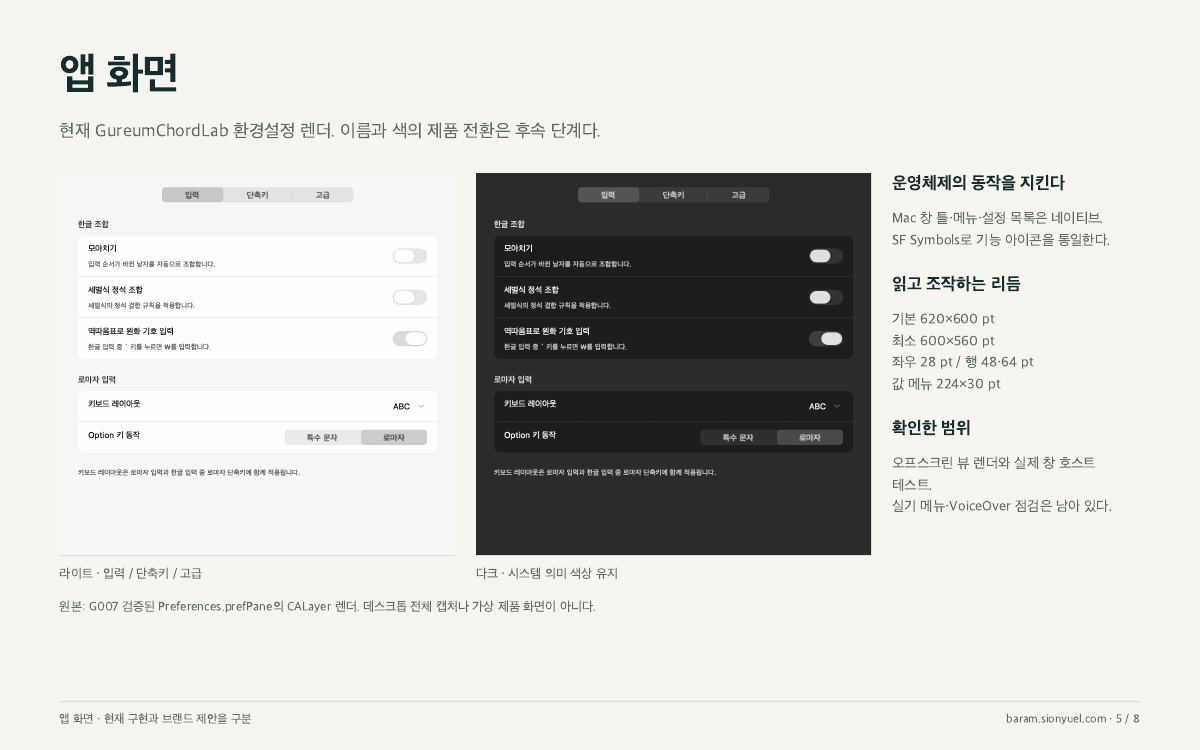 앱 화면
현재 GureumChordLab 환경설정 렌더. 이름과 색의 제품 전환은 후속 단계다.
입력 단축키 고급
한글 조합
모아치기
입력 순서가 바뀐 낱자를 자동으로 조합합니다.
세벌식 정석 조합
세벌식의 정석 결합 규칙을 적용합니다.
역따옴표로 원화 기호 입력
한글 입력 중 ` 키를 누르면 ₩를 입력합니다.
로마자 입력
키보드 레이아웃 ABC
Option 키 동작 특수 문자 로마자
키보드 레이아웃은 로마자 입력과 한글 입력 중 로마자 단축키에 함께 적용됩니다.
라이트 · 입력 / 단축키 / 고급
입력 단축키 고급
한글 조합
모아치기
입력 순서가 바뀐 낱자를 자동으로 조합합니다.
세벌식 정석 조합
세벌식의 정석 결합 규칙을 적용합니다.
역따옴표로 원화 기호 입력
한글 입력 중 ` 키를 누르면 ₩를 입력합니다.
로마자 입력
키보드 레이아웃 ABC
Option 키 동작 특수 문자 로마자
키보드 레이아웃은 로마자 입력과 한글 입력 중 로마자 단축키에 함께 적용됩니다.
다크 · 시스템 의미 색상 유지
운영체제의 동작을 지킨다
Mac 창 틀·메뉴·설정 목록은 네이티브.
SF Symbols로 기능 아이콘을 통일한다.
읽고 조작하는 리듬
기본 620×600 pt
최소 600×560 pt
좌우 28 pt / 행 48·64 pt
값 메뉴 224×30 pt
확인한 범위
오프스크린 뷰 렌더와 실제 창 호스트
테스트.
실기 메뉴·VoiceOver 점검은 남아 있다.
원본: G007 검증된 Preferences.prefPane의 CALayer 렌더. 데스크톱 전체 캡처나 가상 제품 화면이 아니다.
앱 화면 · 현재 구현과 브랜드 제안을 구분
baram.sionyuel.com · 5 / 8